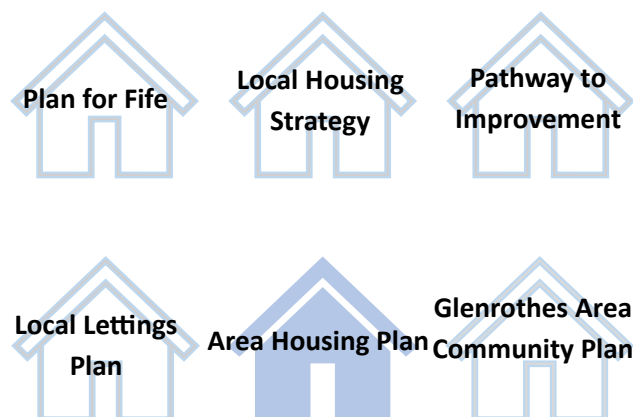 Plan for Fife
Local Housing
Strategy
Pathway to
Improvement
Local Lettings
Plan
Area Housing Plan
Glenrothes Area
Community Plan